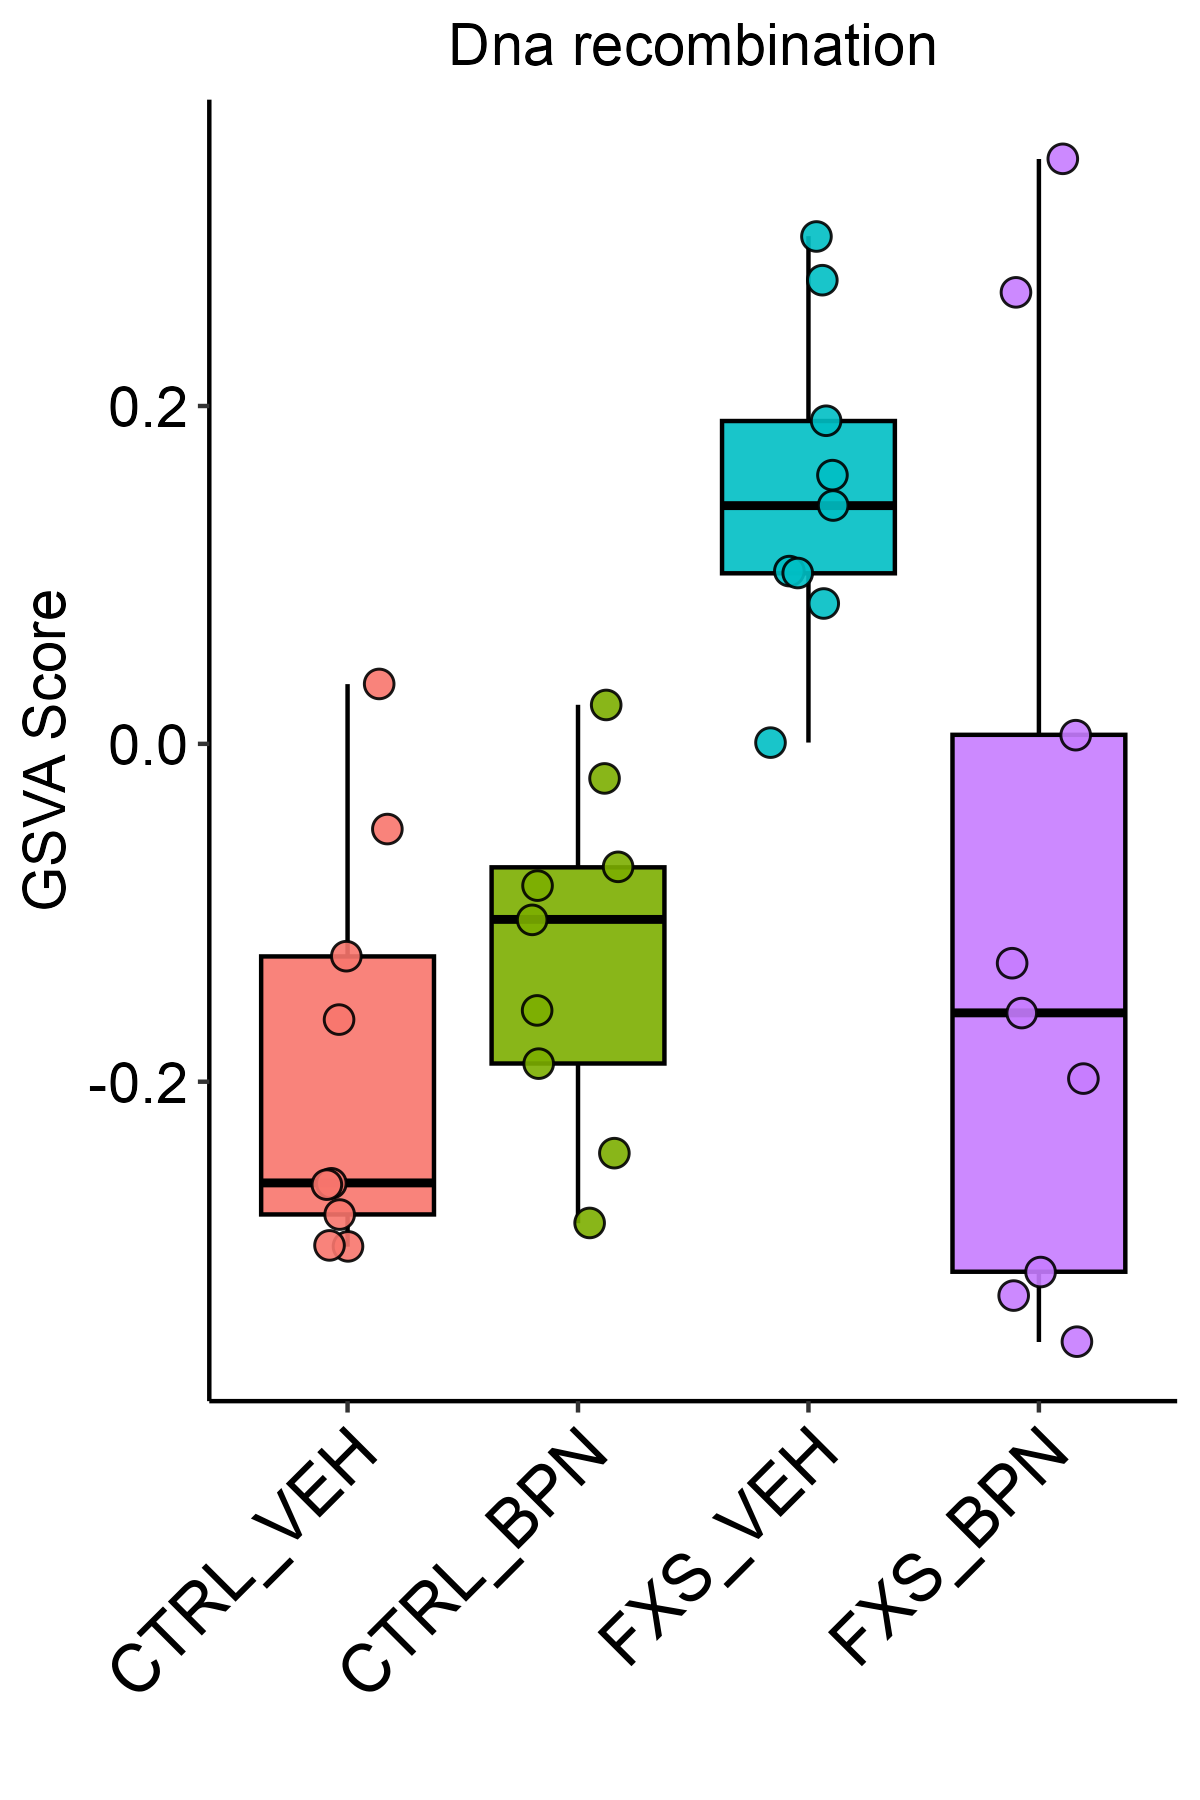 Dna recombination
GSVA Score
0.2
0.0
-0.2
CTRL_VEH
CTRL_BPN
FXS_VEH
FXS_BPN